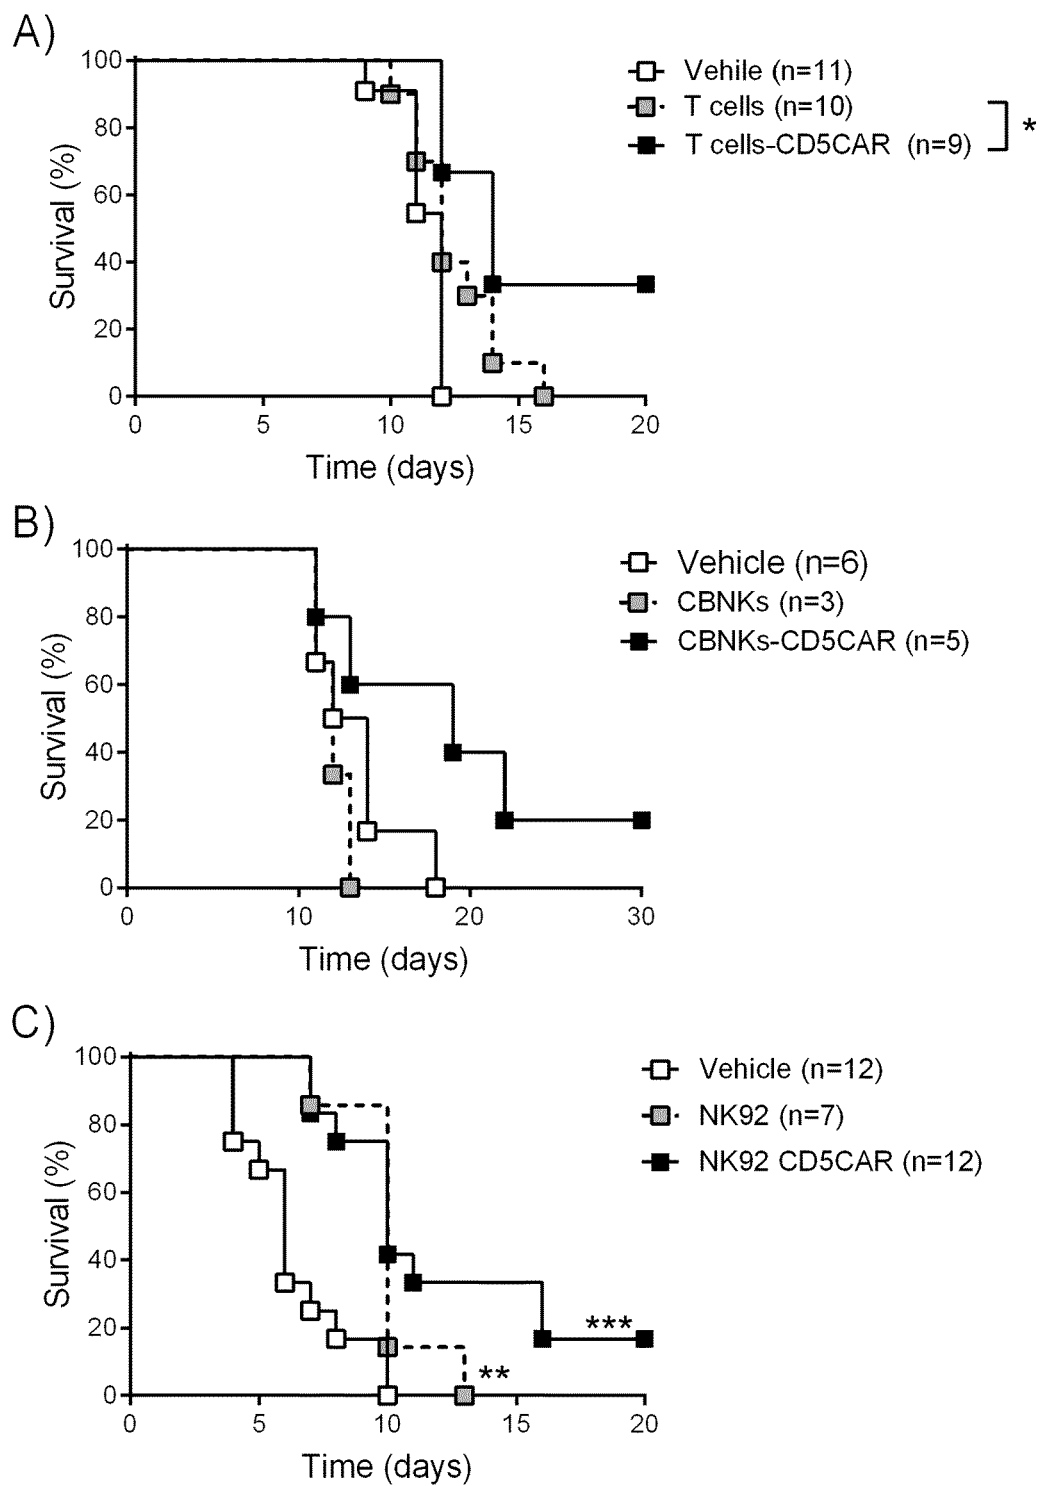 A)
Survival (%)
100
80
60
40
20
0
0 5 10 15 20
Time (days)
Vehile (n=11)
T cells (n=10)
T cells-CD5CAR (n=9)
*
B)
Survival (%)
100
80
60
40
20
0
0 10 20 30
Time (days)
Vehicle (n=6)
CBNKs (n=3)
CBNKs-CD5CAR (n=5)
C)
Survival (%)
100
80
60
40
20
0
0 5 10 15 20
Time (days)
Vehicle (n=12)
NK92 (n=7)
NK92 CD5CAR (n=12)
***
**